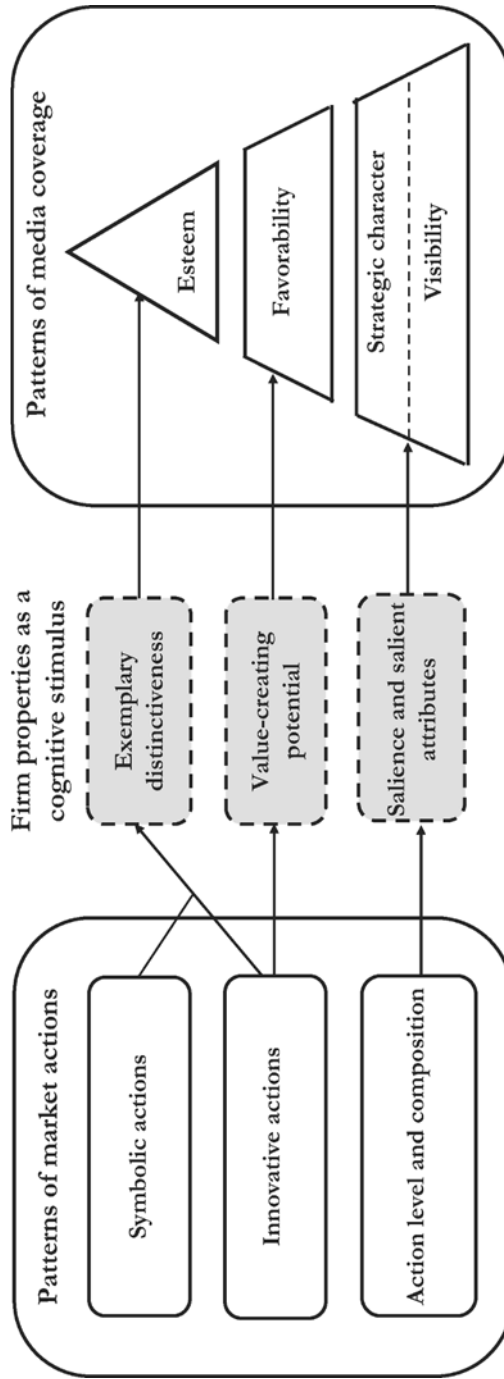 Patterns of market actions
Symbolic actions
Innovative actions
Action level and composition
Firm properties as a
cognitive stimulus
Exemplary
distinctiveness
Value-creating
potential
Salience and salient
attributes
Patterns of media coverage
Esteem
Favorability
Strategic character
Visibility